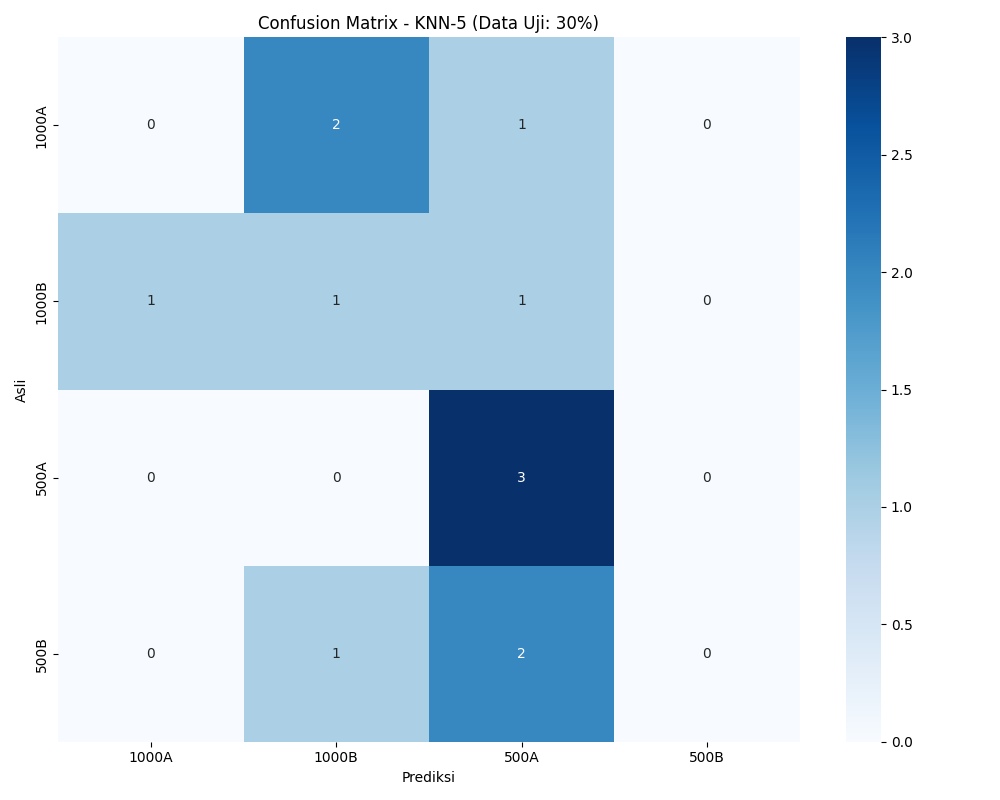 Confusion Matrix - KNN-5 (Data Uji: 30%)
1000A
0 2 1 0
1000B
1 1 1 0
500A
0 0 3 0
500B
0 1 2 0
Asli
1000A 1000B 500A 500B
Prediksi
3.0
2.5
2.0
1.5
1.0
0.5
0.0